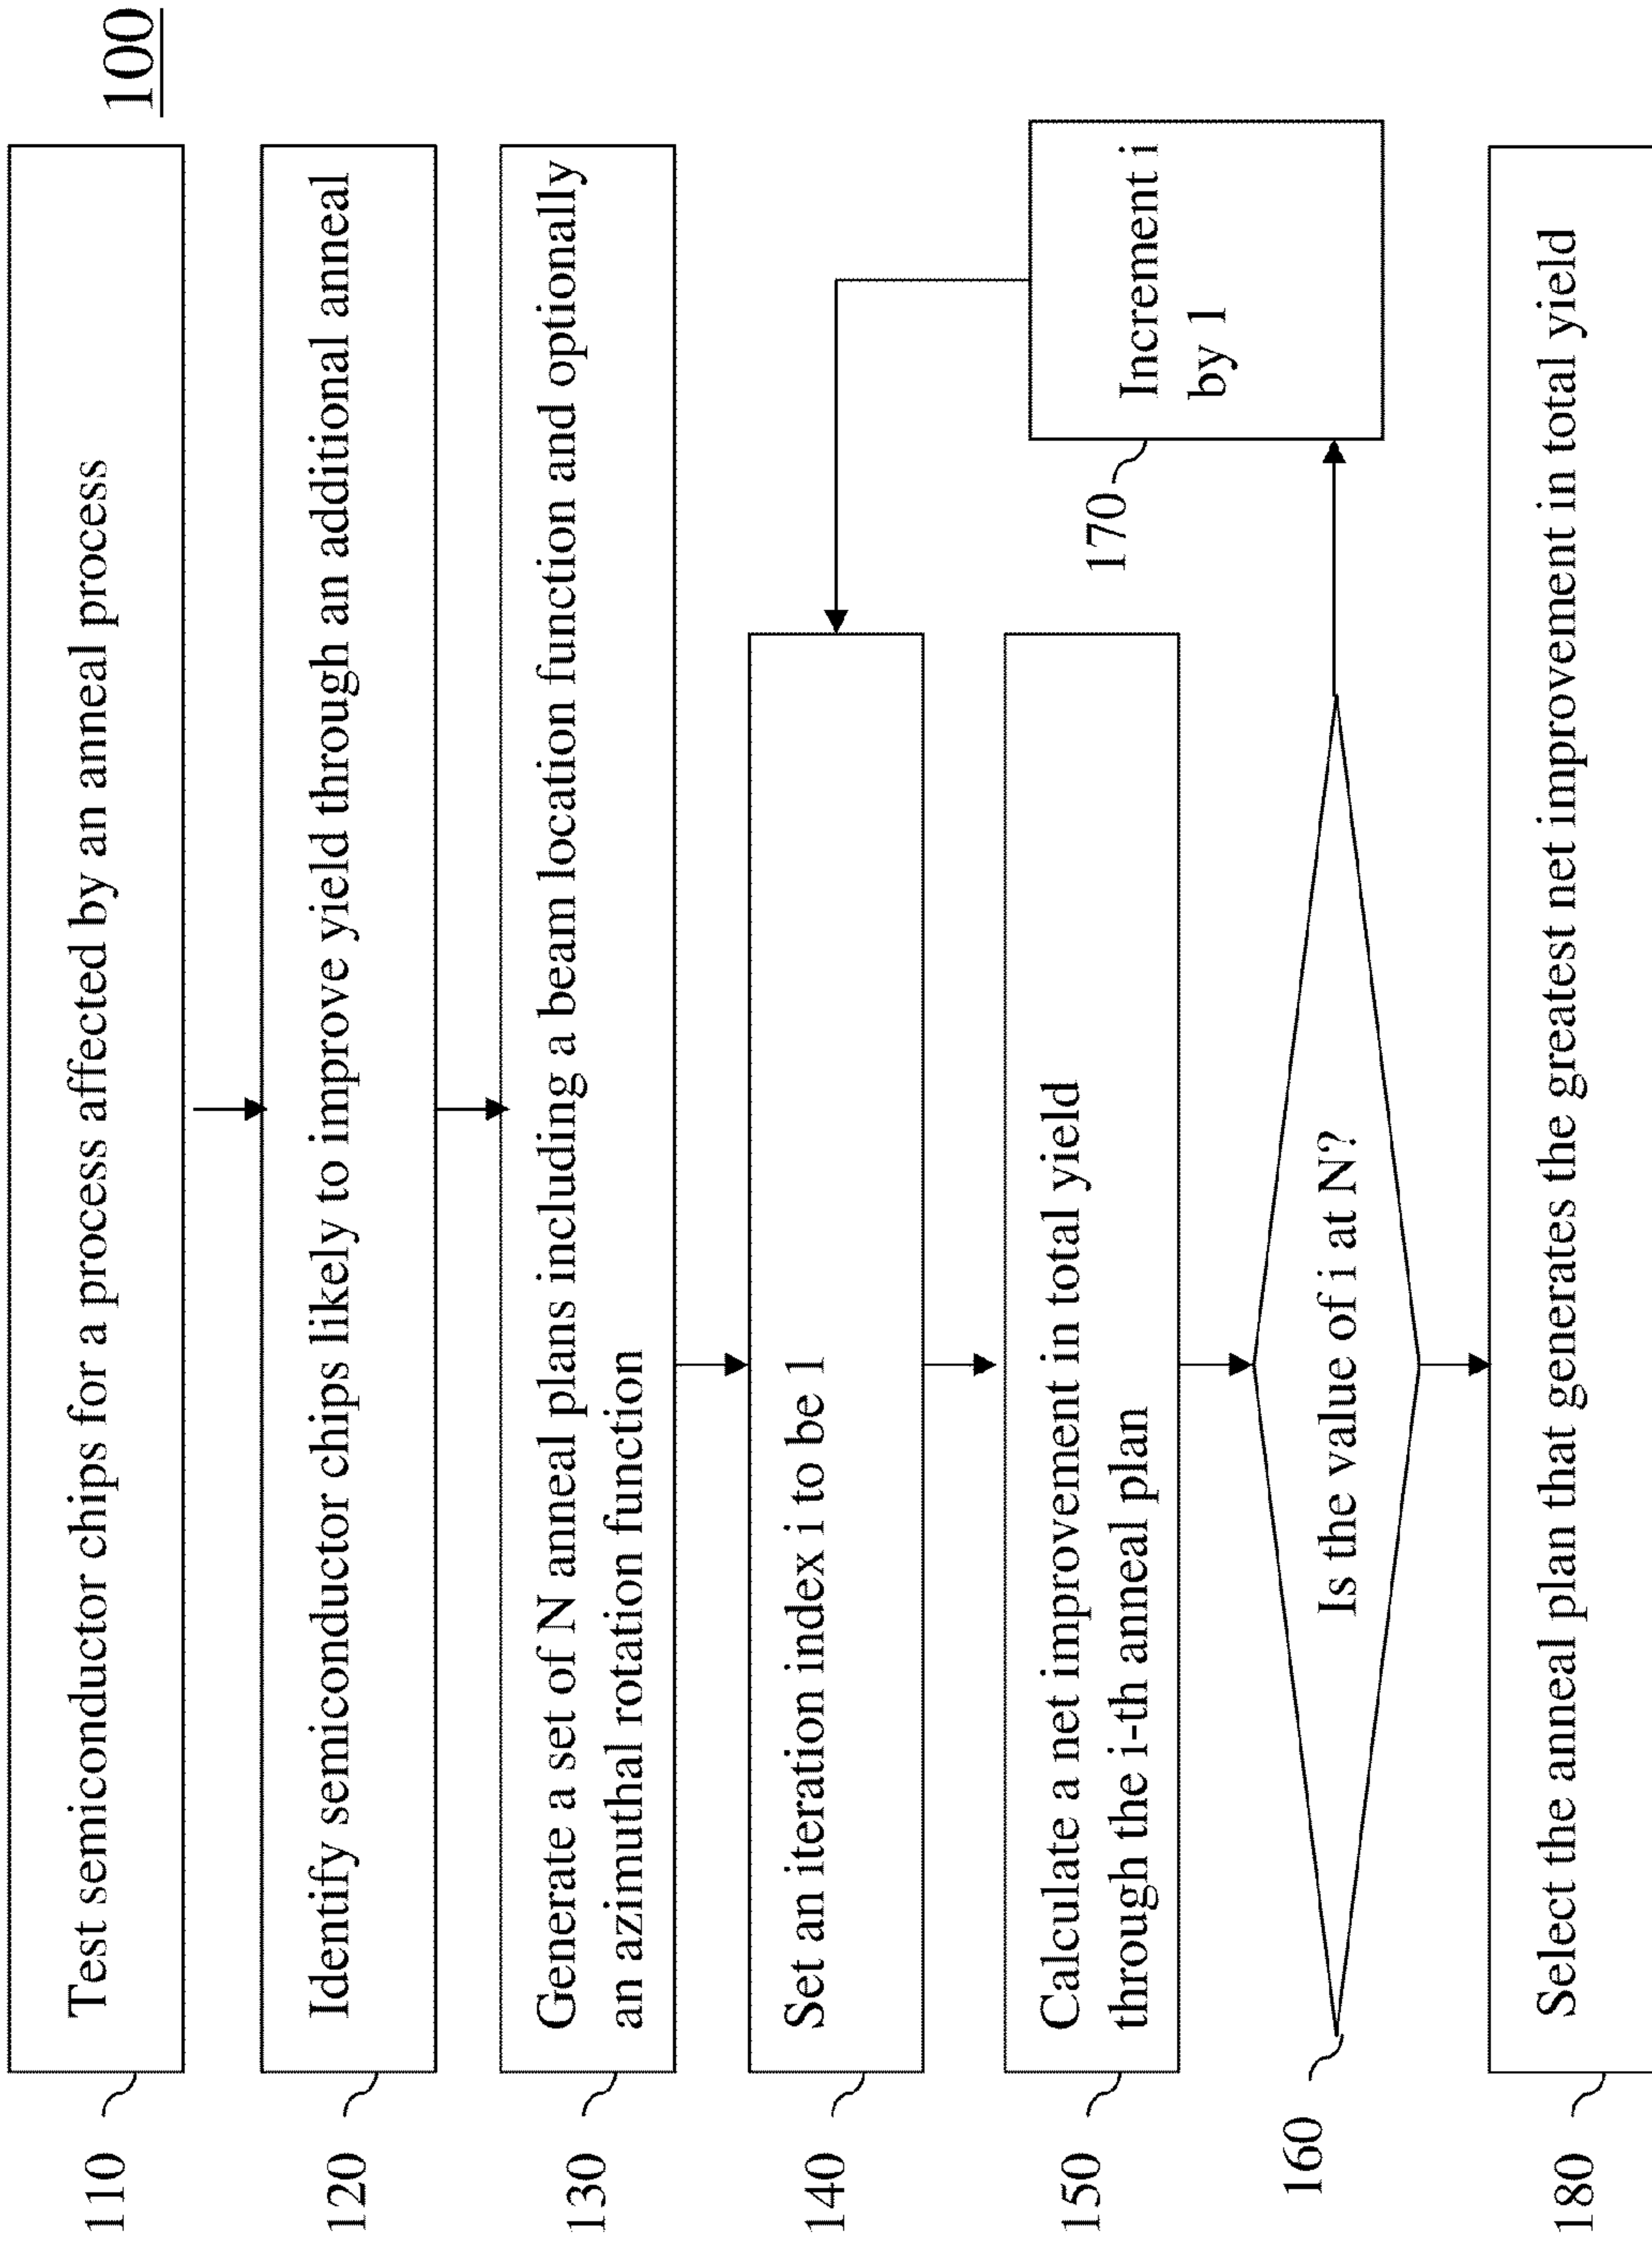 100
110
Test semiconductor chips for a process affected by an anneal process
120
Identify semiconductor chips likely to improve yield through an additional anneal
130
Generate a set of N anneal plans including a beam location function and optionally
an azimuthal rotation function
140
Set an iteration index i to be 1
150
Calculate a net improvement in total yield
through the i-th anneal plan
160
Is the value of i at N?
170
Increment i
by 1
180
Select the anneal plan that generates the greatest net improvement in total yield